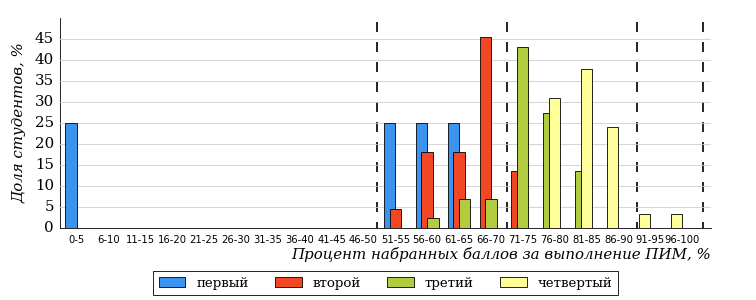 Доля студентов, %
45
40
35
30
25
20
15
10
5
0
0-5 6-10 11-15 16-20 21-25 26-30 31-35 36-40 41-45 46-50 51-55 56-60 61-65 66-70 71-75 76-80 81-85 86-90 91-95 96-100
Процент набранных баллов за выполнение ПИМ, %
первый второй третий четвертый